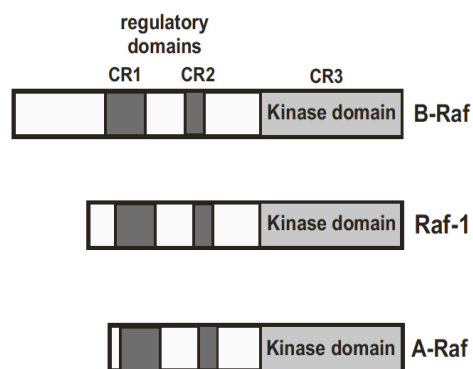 regulatory
domains
CR1 CR2 CR3
Kinase domain B-Raf
Kinase domain Raf-1
Kinase domain A-Raf